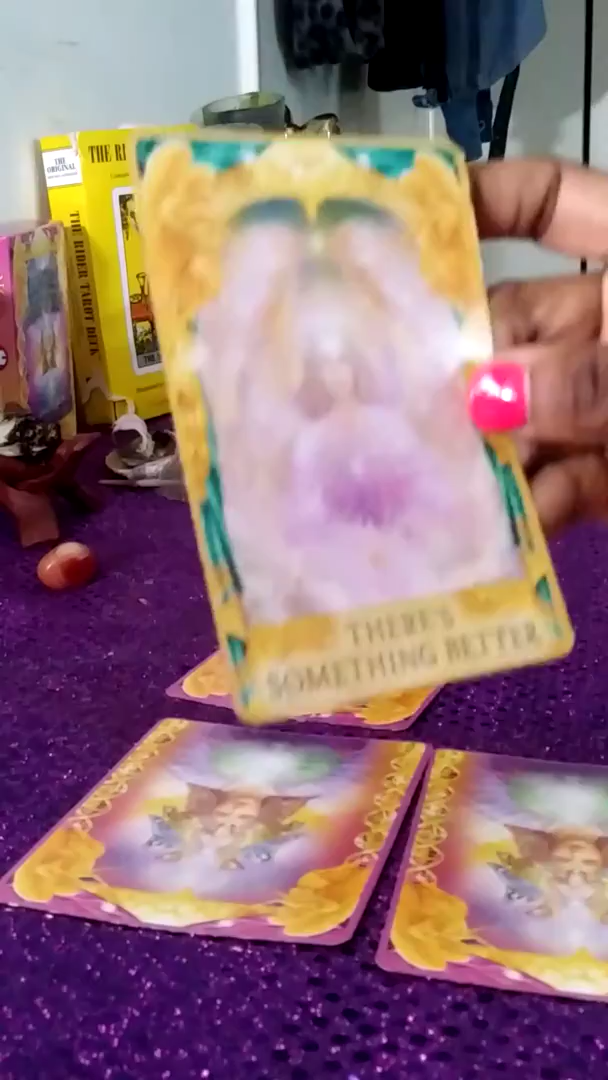 THE
ORIGINAL
THE RI
THE RIDER TAROT DECK
THERE'S
SOMETHING BETTER